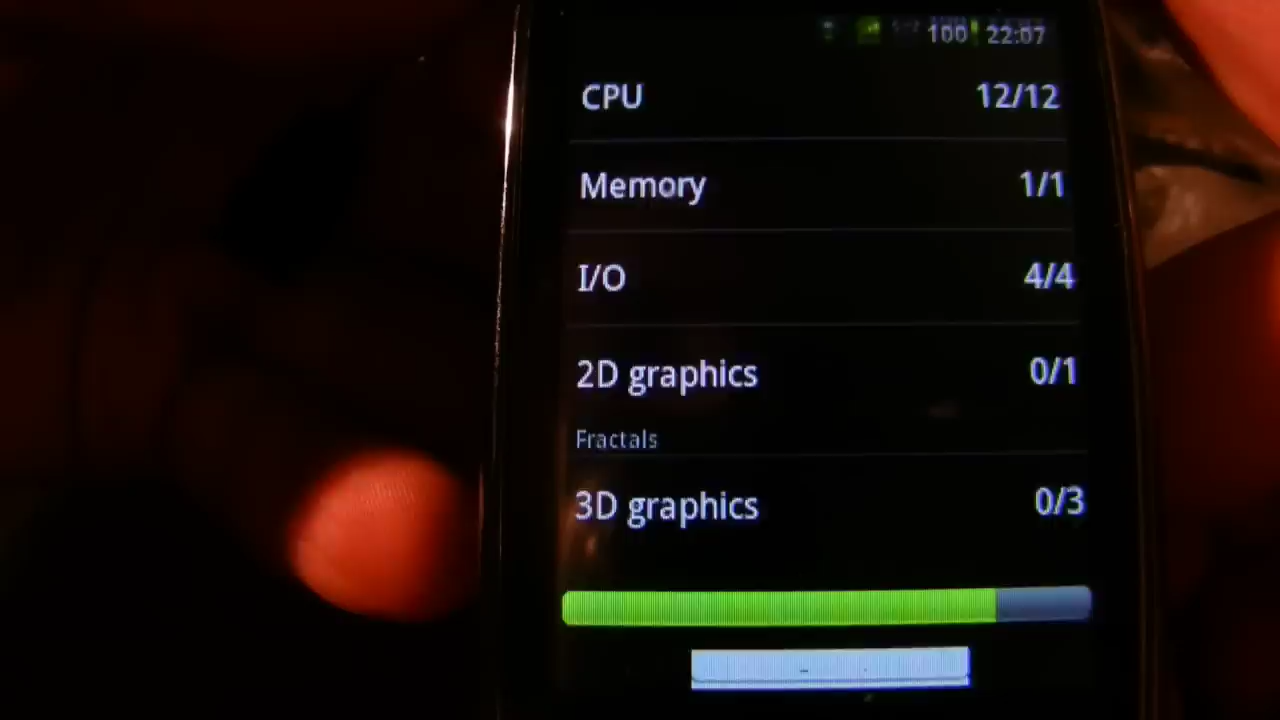 100 22:07
CPU 12/12
Memory 1/1
I/O 4/4
2D graphics 0/1
Fractals
3D graphics 0/3